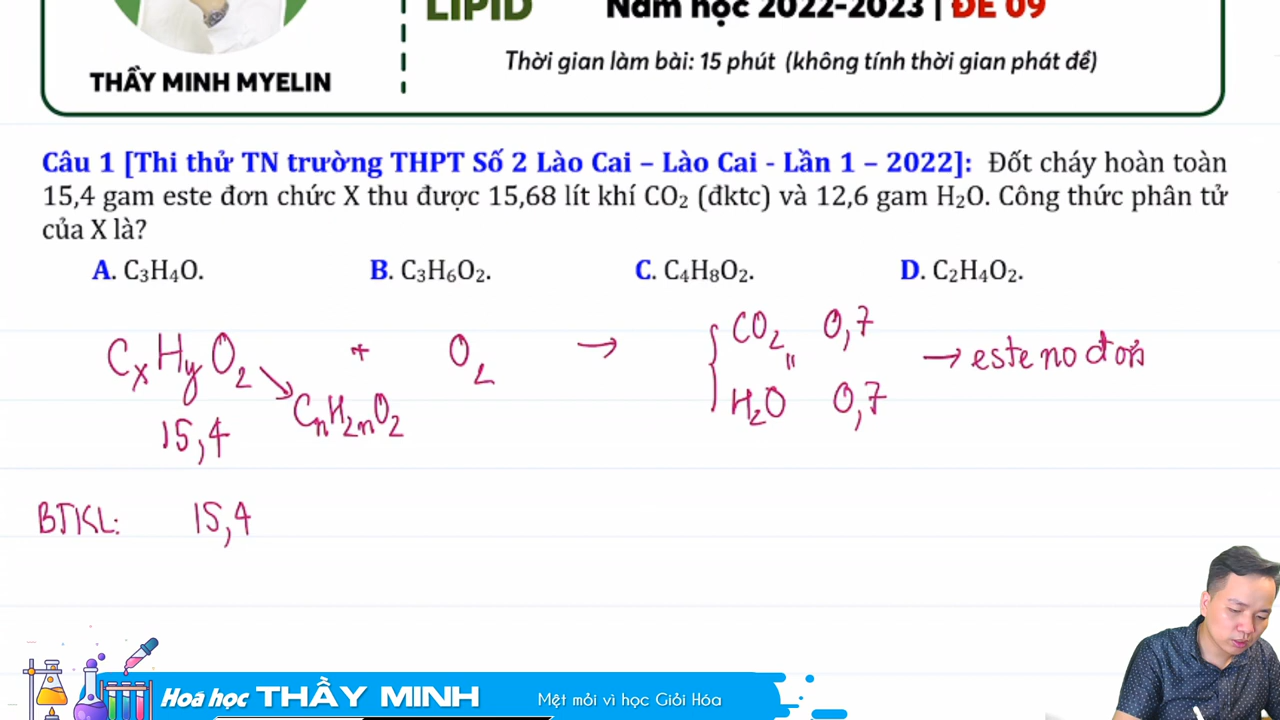 LIPID
Năm học 2022-2023 | ĐỀ 09
Thời gian làm bài: 15 phút (không tính thời gian phát đề)
THẦY MINH MYELIN
Câu 1 [Thi thử TN trường THPT Số 2 Lào Cai – Lào Cai - Lần 1 – 2022]: Đốt cháy hoàn toàn
15,4 gam este đơn chức X thu được 15,68 lít khí CO₂ (đktc) và 12,6 gam H₂O. Công thức phân tử
của X là?
A. C₃H₄O. B. C₃H₆O₂. C. C₄H₈O₂. D. C₂H₄O₂.
CxHyO₂ + O₂ → { CO₂ 0,7 → este no đơn
"
H₂O 0,7
CnH2nO₂
15,4
BTKL: 15,4
Hoá học THẦY MINH
Mệt mỏi vì học Giỏi Hóa